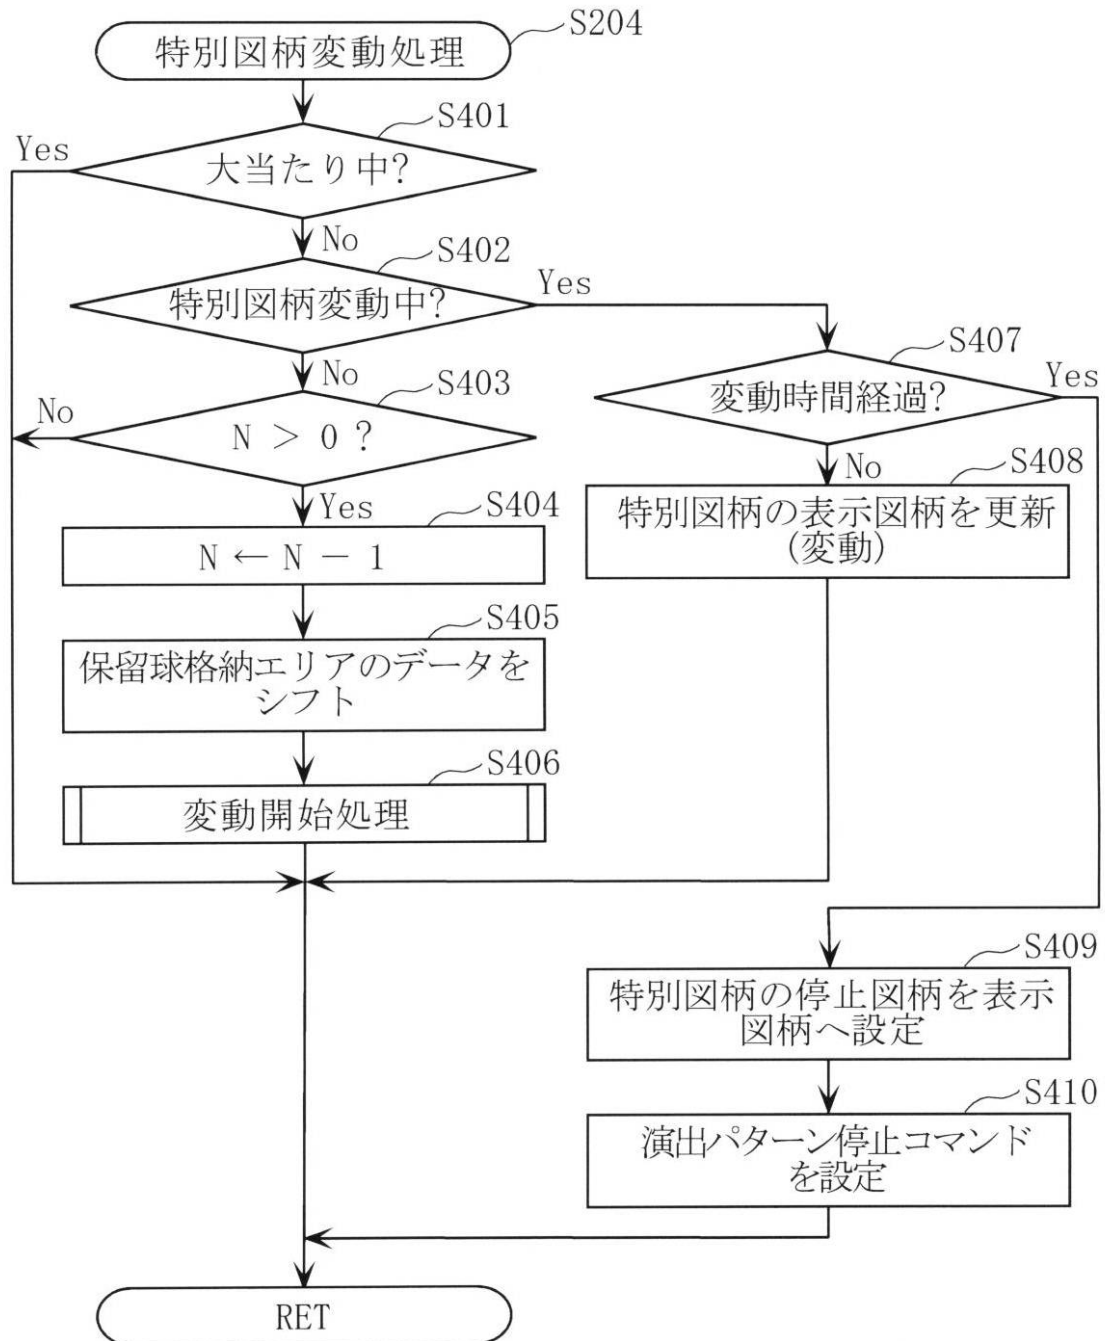 特別図柄変動処理
S204
S401
Yes
大当たり中?
No
S402
特別図柄変動中?
Yes
No
S403
No
N > 0 ?
Yes
S404
N ← N － 1
S405
保留球格納エリアのデータを
シフト
S406
変動開始処理
S407
Yes
変動時間経過?
No
S408
特別図柄の表示図柄を更新
(変動)
S409
特別図柄の停止図柄を表示
図柄へ設定
S410
演出パターン停止コマンド
を設定
RET